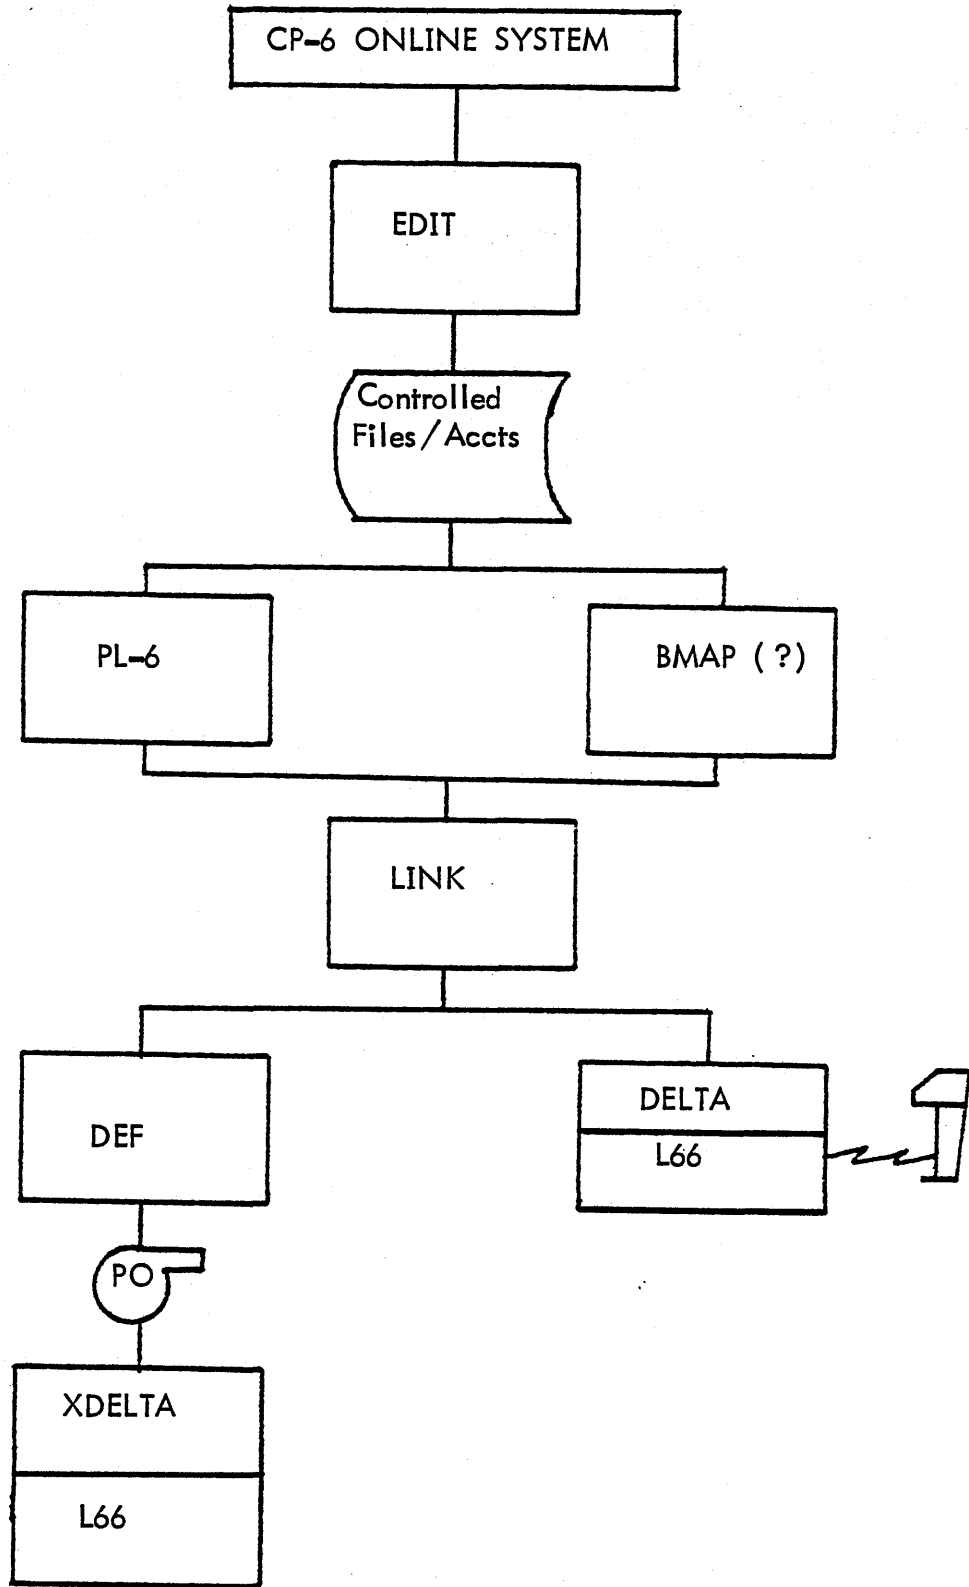 CP-6 ONLINE SYSTEM
EDIT
Controlled
Files/Accts
PL-6
BMAP (?)
LINK
DEF
DELTA
L66
PO
XDELTA
L66